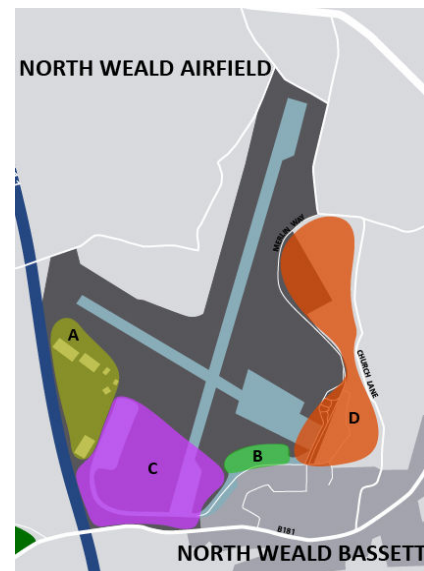 NORTH WEALD AIRFIELD
MERLIN WAY
A
CHURCH LANE
D
B
C
B181
NORTH WEALD BASSETT